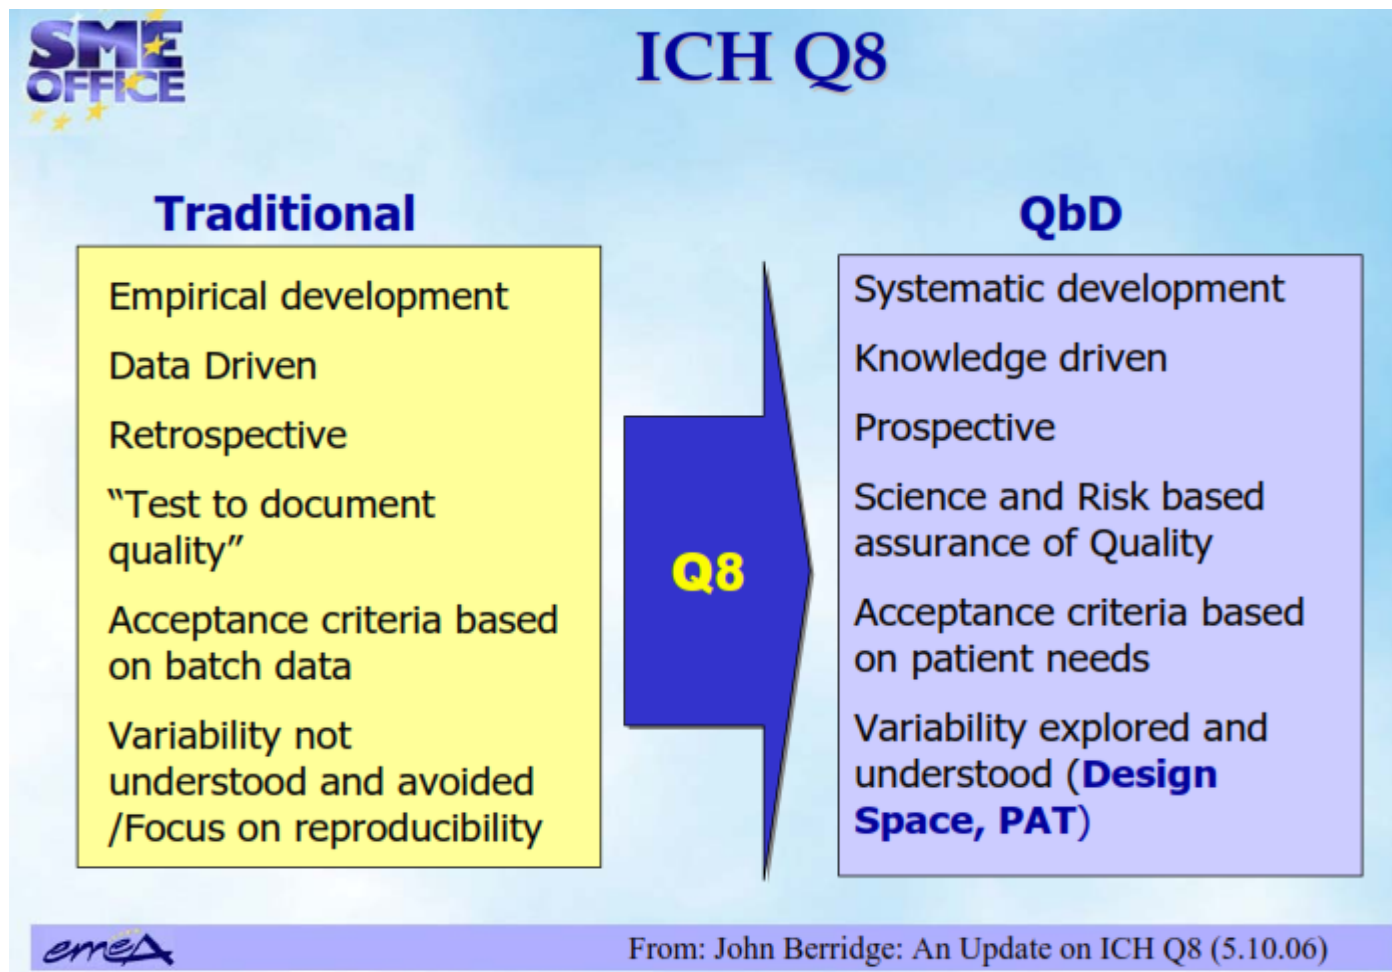 SME
OFFICE
ICH Q8
Traditional
Empirical development
Data Driven
Retrospective
“Test to document
quality”
Acceptance criteria based
on batch data
Variability not
understood and avoided
/Focus on reproducibility
Q8
QbD
Systematic development
Knowledge driven
Prospective
Science and Risk based
assurance of Quality
Acceptance criteria based
on patient needs
Variability explored and
understood (Design
Space, PAT)
emeA
From: John Berridge: An Update on ICH Q8 (5.10.06)